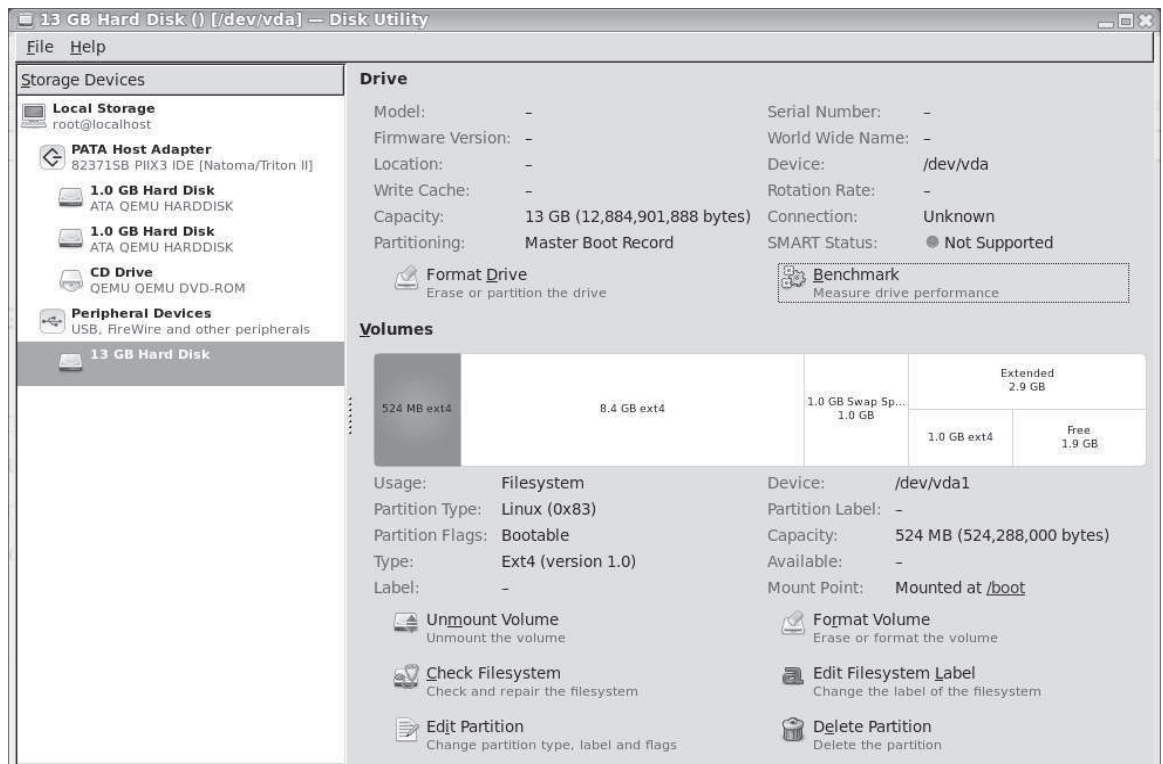 13 GB Hard Disk () [/dev/vda] — Disk Utility
File Help
Storage Devices
Local Storage
root@localhost
PATA Host Adapter
82371SB PIIX3 IDE [Natoma/Triton II]
1.0 GB Hard Disk
ATA QEMU HARDDISK
1.0 GB Hard Disk
ATA QEMU HARDDISK
CD Drive
QEMU QEMU DVD-ROM
Peripheral Devices
USB, FireWire and other peripherals
13 GB Hard Disk
Drive
Model: –
Serial Number: –
Firmware Version: –
World Wide Name: –
Location: –
Device: /dev/vda
Write Cache: –
Rotation Rate: –
Capacity: 13 GB (12,884,901,888 bytes)
Connection: Unknown
Partitioning: Master Boot Record
SMART Status: Not Supported
Format Drive
Erase or partition the drive
Benchmark
Measure drive performance
Volumes
524 MB ext4
8.4 GB ext4
1.0 GB Swap Sp...
1.0 GB
Extended
2.9 GB
1.0 GB ext4
Free
1.9 GB
Usage: Filesystem
Device: /dev/vda1
Partition Type: Linux (0x83)
Partition Label: –
Partition Flags: Bootable
Capacity: 524 MB (524,288,000 bytes)
Type: Ext4 (version 1.0)
Available: –
Label: –
Mount Point: Mounted at /boot
Unmount Volume
Unmount the volume
Format Volume
Erase or format the volume
Check Filesystem
Check and repair the filesystem
Edit Filesystem Label
Change the label of the filesystem
Edit Partition
Change partition type, label and flags
Delete Partition
Delete the partition